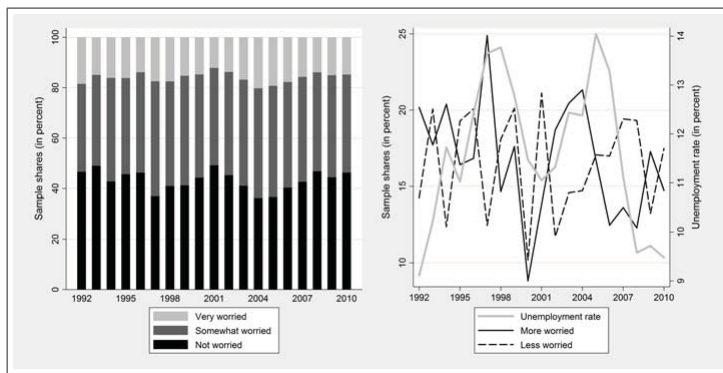 100
80
60
40
20
0
Sample shares (in percent)
1992 1995 1998 2001 2004 2007 2010
Very worried
Somewhat worried
Not worried
25
20
15
10
Sample shares (in percent)
14
13
12
11
10
9
Unemployment rate (in percent)
1992 1995 1998 2001 2004 2007 2010
Unemployment rate
More worried
Less worried